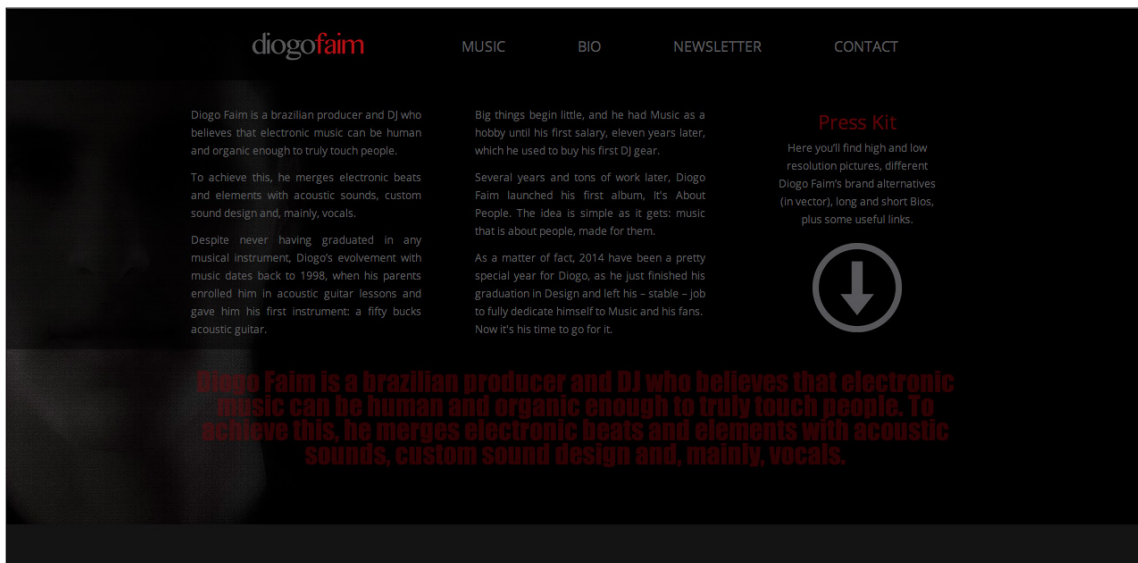 diogofaim
MUSIC BIO NEWSLETTER CONTACT
Diogo Faim is a brazilian producer and DJ who
believes that electronic music can be human
and organic enough to truly touch people.
To achieve this, he merges electronic beats
and elements with acoustic sounds, custom
sound design and, mainly, vocals.
Despite never having graduated in any
musical instrument, Diogo's evolvement with
music dates back to 1998, when his parents
enrolled him in acoustic guitar lessons and
gave him his first instrument: a fifty bucks
acoustic guitar.
Big things begin little, and he had Music as a
hobby until his first salary, eleven years later,
which he used to buy his first DJ gear.
Several years and tons of work later, Diogo
Faim launched his first album, It's About
People. The idea is simple as it gets: music
that is about people, made for them.
As a matter of fact, 2014 have been a pretty
special year for Diogo, as he just finished his
graduation in Design and left his – stable – job
to fully dedicate himself to Music and his fans.
Now it's his time to go for it.
Press Kit
Here you'll find high and low
resolution pictures, different
Diogo Faim's brand alternatives
(in vector), long and short Bios,
plus some useful links.
Diogo Faim is a brazilian producer and DJ who believes that electronic
music can be human and organic enough to truly touch people. To
achieve this, he merges electronic beats and elements with acoustic
sounds, custom sound design and, mainly, vocals.